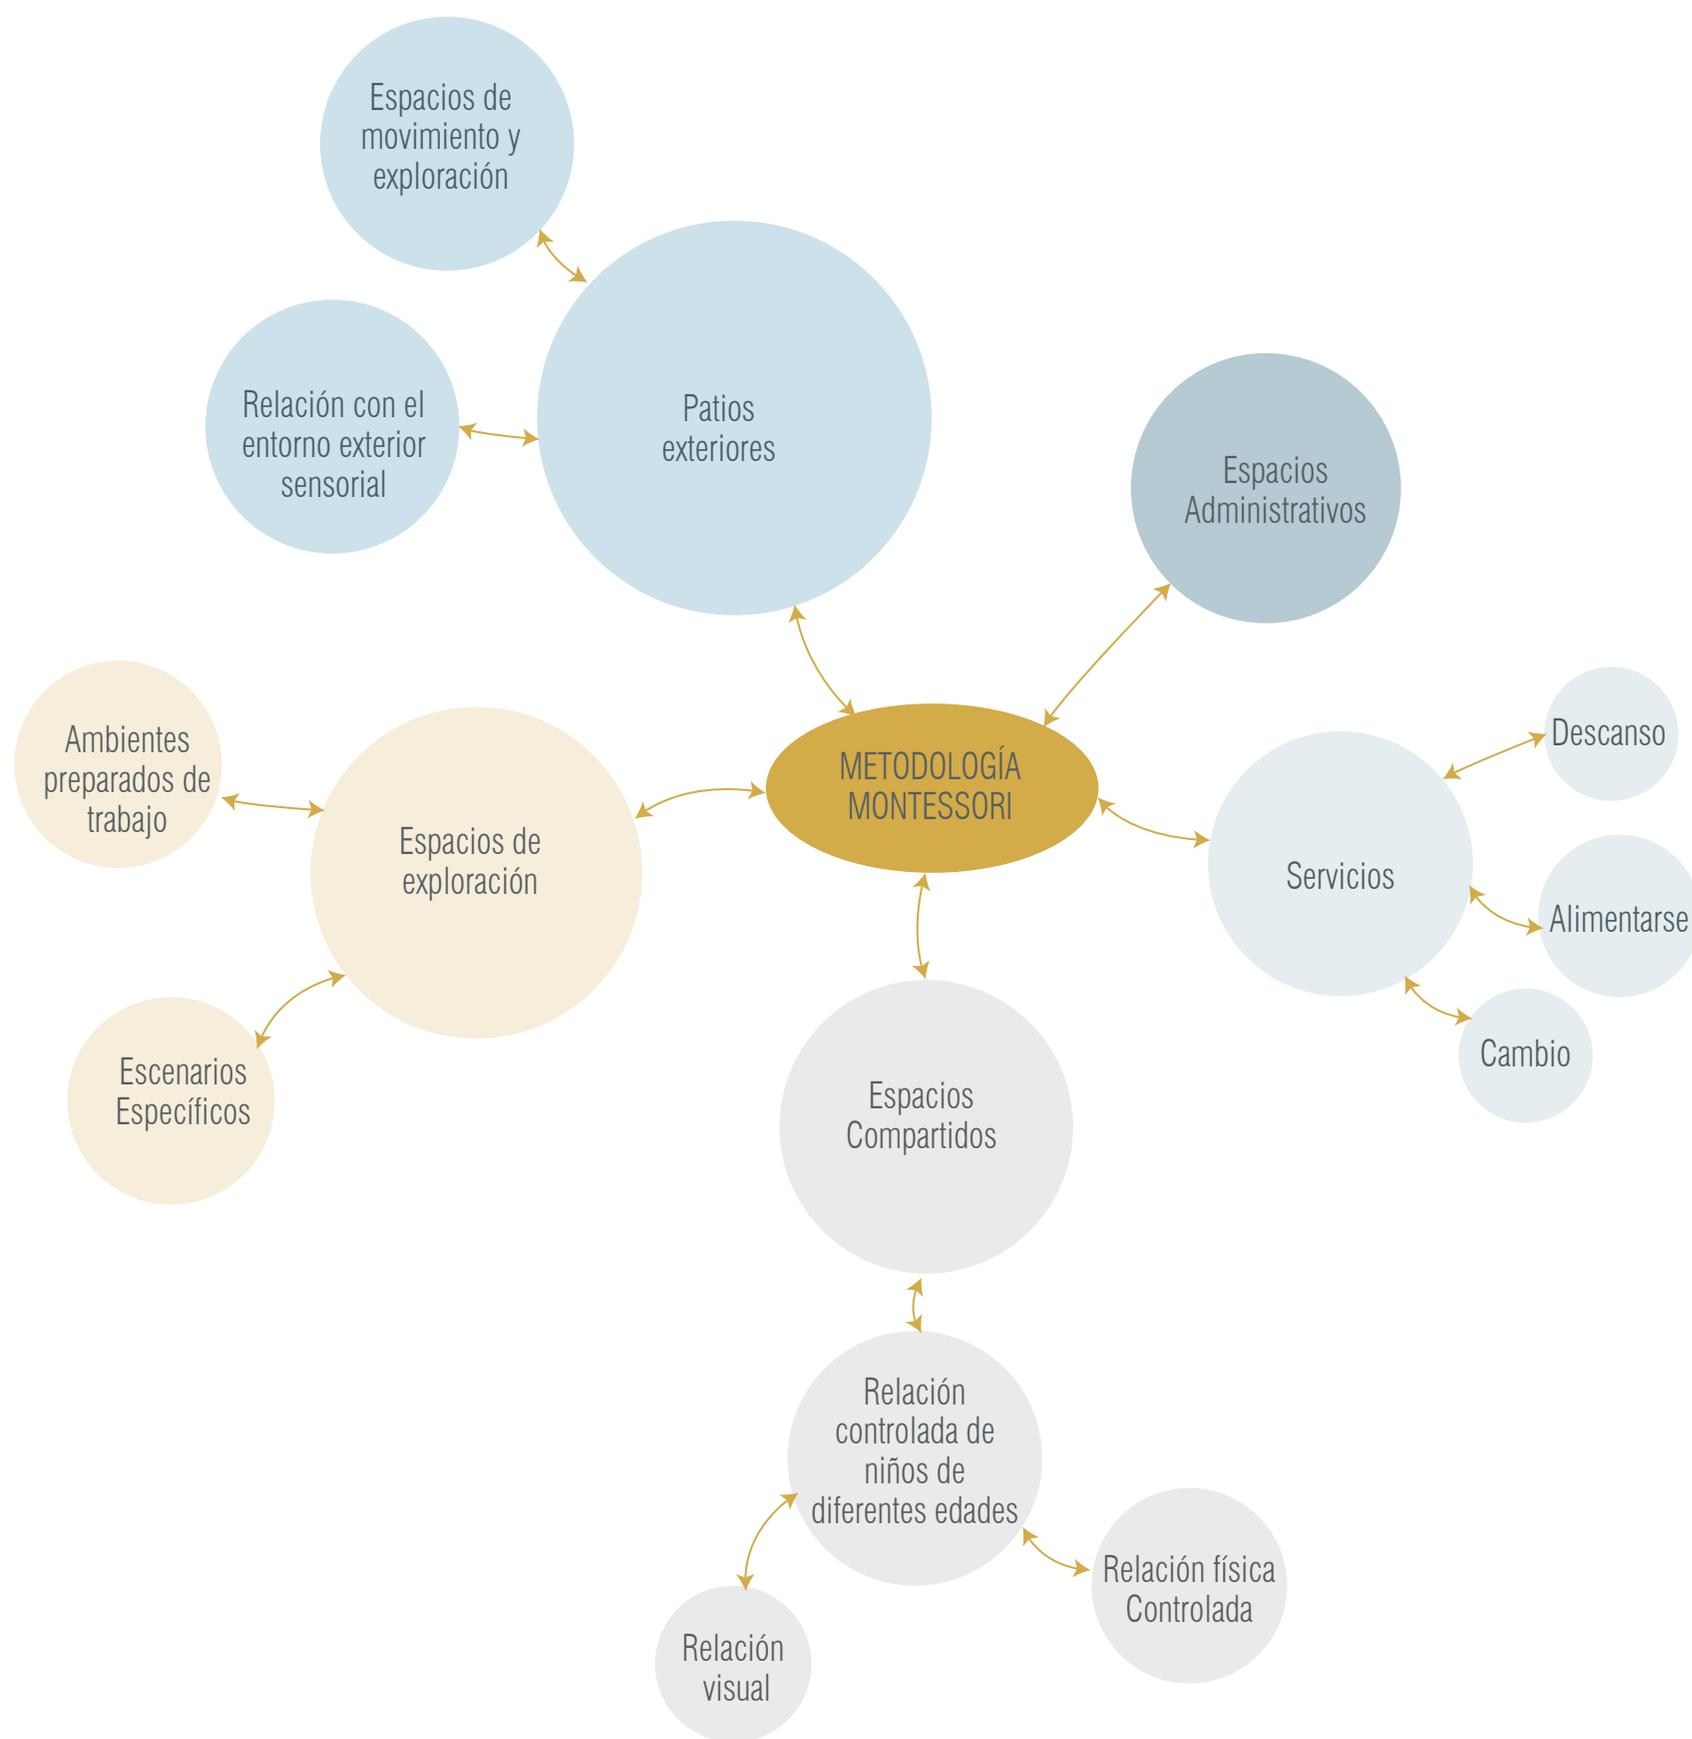 Espacios de
movimiento y
exploración
Relación con el
entorno exterior
sensorial
Patios
exteriores
Espacios
Administrativos
METODOLOGÍA
MONTESSORI
Ambientes
preparados de
trabajo
Espacios de
exploración
Escenarios
Específicos
Servicios
Descanso
Alimentarse
Cambio
Espacios
Compartidos
Relación
controlada de
niños de
diferentes edades
Relación
visual
Relación física
Controlada